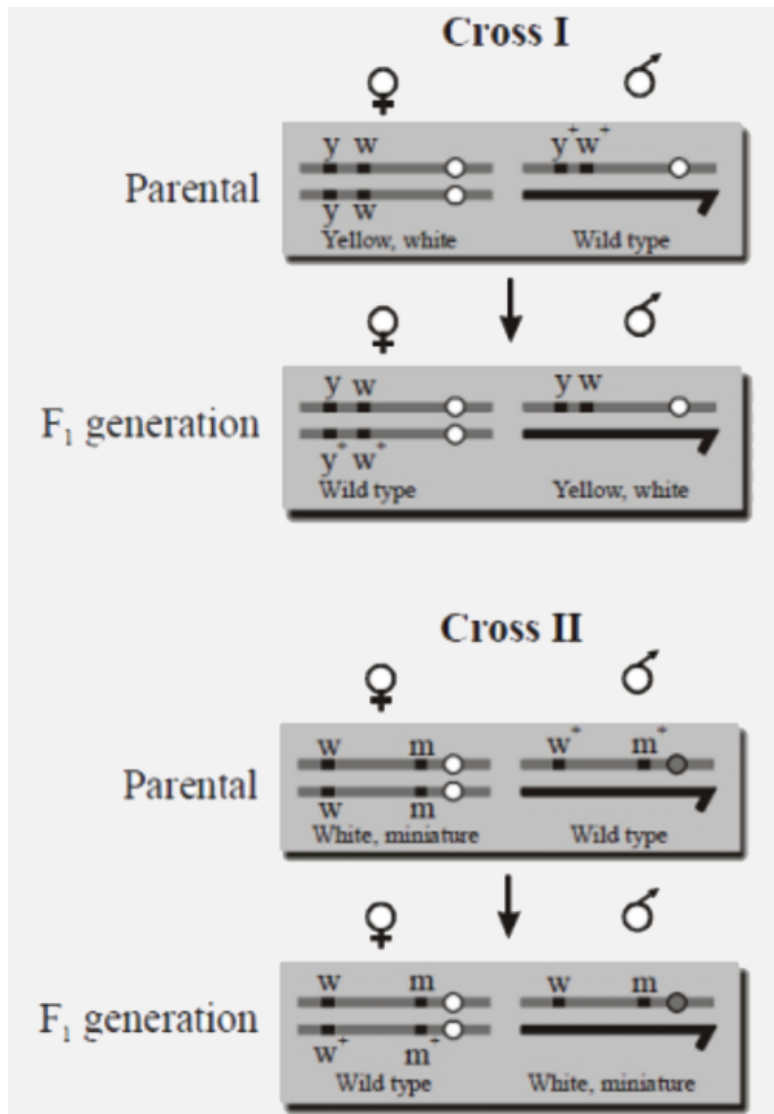 Cross I
♀ ♂
Parental
y w y⁺w⁺
y w
Yellow, white Wild type
♀ ♂
F₁ generation
y w y w
y⁺ w⁺
Wild type Yellow, white
Cross II
♀ ♂
Parental
w m w⁺ m⁺
w m
White, miniature Wild type
♀ ♂
F₁ generation
w m w m
w⁺ m⁺
Wild type White, miniature